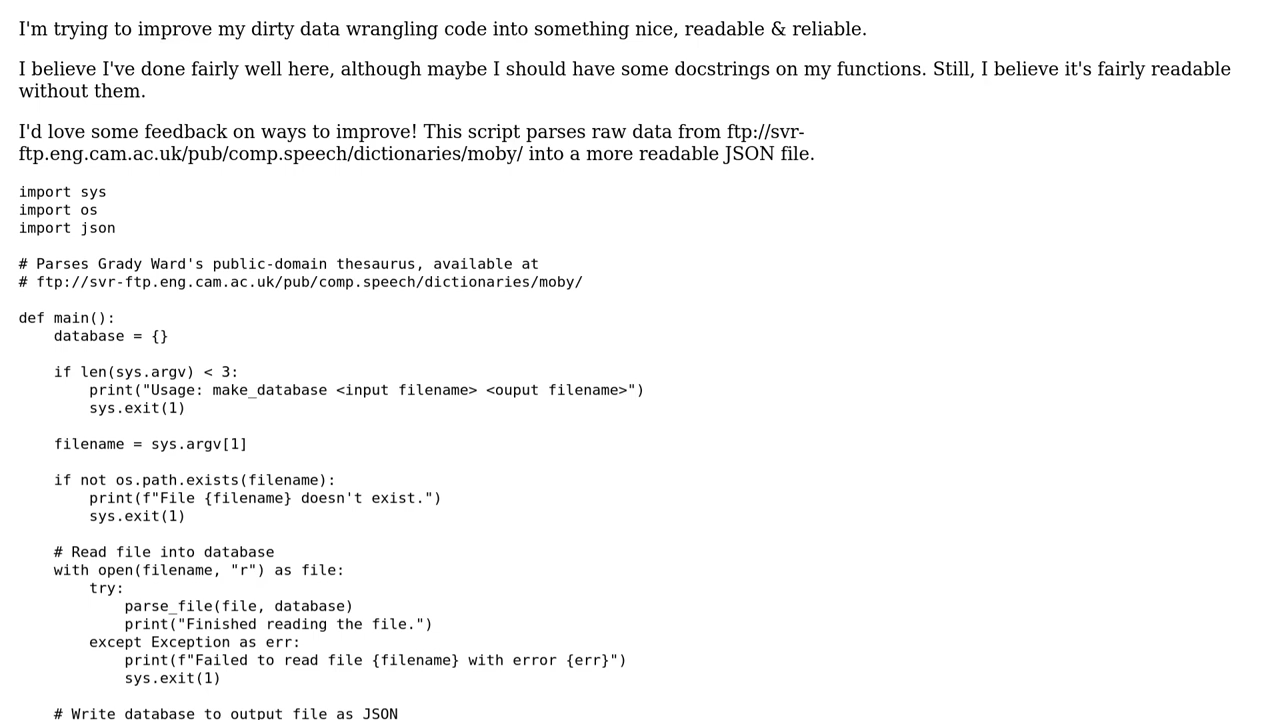 I'm trying to improve my dirty data wrangling code into something nice, readable & reliable.
I believe I've done fairly well here, although maybe I should have some docstrings on my functions. Still, I believe it's fairly readable
without them.
I'd love some feedback on ways to improve! This script parses raw data from ftp://svr-
ftp.eng.cam.ac.uk/pub/comp.speech/dictionaries/moby/ into a more readable JSON file.
import sys
import os
import json
# Parses Grady Ward's public-domain thesaurus, available at
# ftp://svr-ftp.eng.cam.ac.uk/pub/comp.speech/dictionaries/moby/
def main():
    database = {}
    if len(sys.argv) < 3:
        print("Usage: make_database <input filename> <ouput filename>")
        sys.exit(1)
    filename = sys.argv[1]
    if not os.path.exists(filename):
        print(f"File {filename} doesn't exist.")
        sys.exit(1)
    # Read file into database
    with open(filename, "r") as file:
        try:
            parse_file(file, database)
            print("Finished reading the file.")
        except Exception as err:
            print(f"Failed to read file {filename} with error {err}")
            sys.exit(1)
    # Write database to output file as JSON